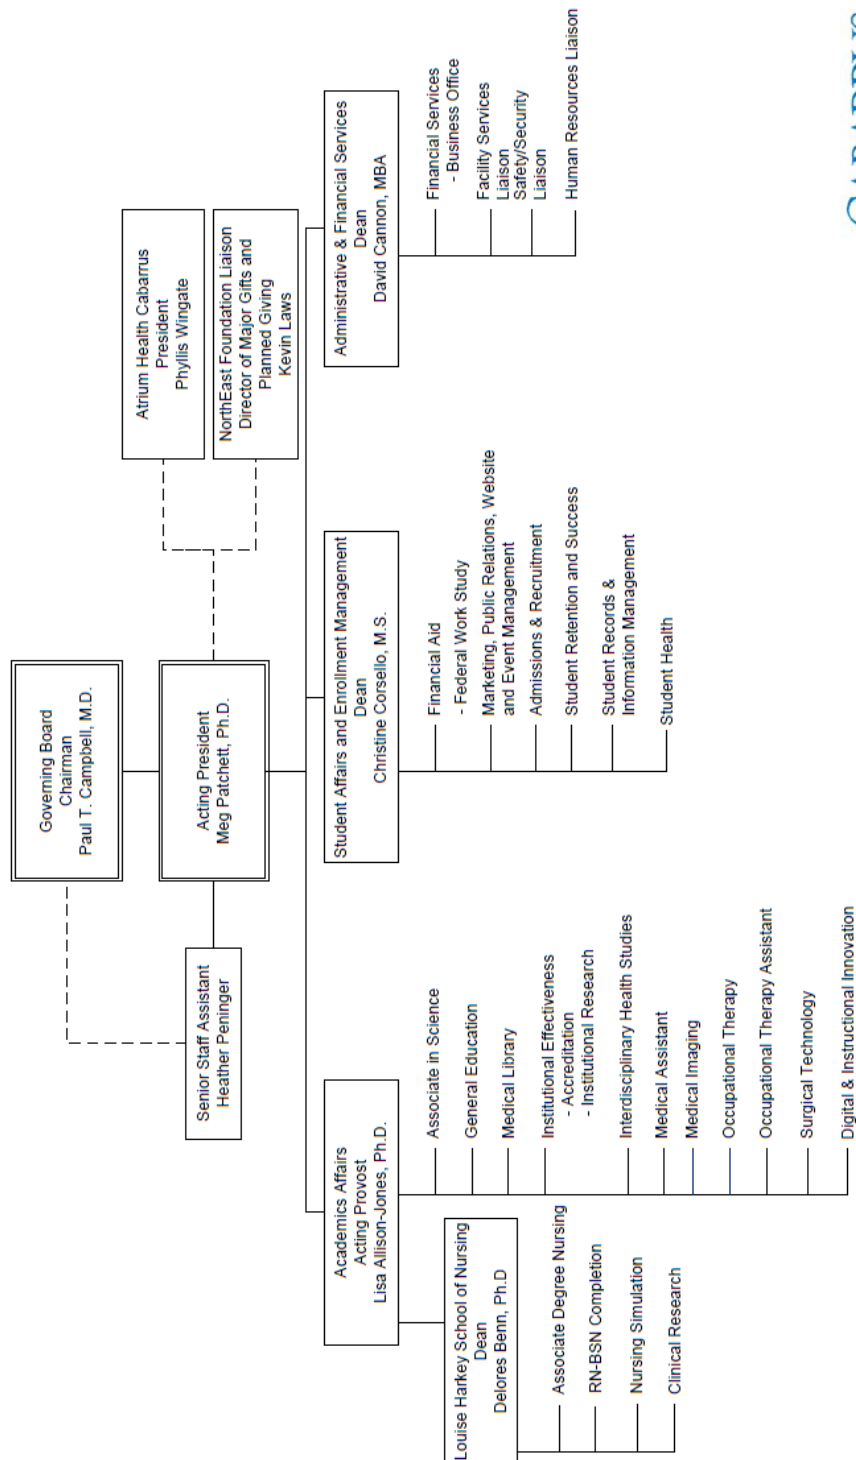 Governing Board
Chairman
Paul T. Campbell, M.D.
Acting President
Meg Patchett, Ph.D.
Senior Staff Assistant
Heather Peninger
Atrium Health Cabarrus
President
Phyllis Wingate
NorthEast Foundation Liaison
Director of Major Gifts and
Planned Giving
Kevin Laws
Academics Affairs
Acting Provost
Lisa Allison-Jones, Ph.D.
Louise Harkey School of Nursing
Dean
Delores Benn, Ph.D
Associate Degree Nursing
RN-BSN Completion
Nursing Simulation
Clinical Research
Associate in Science
General Education
Medical Library
Institutional Effectiveness
- Accreditation
- Institutional Research
Interdisciplinary Health Studies
Medical Assistant
Medical Imaging
Occupational Therapy
Occupational Therapy Assistant
Surgical Technology
Digital & Instructional Innovation
Student Affairs and Enrollment Management
Dean
Christine Corsello, M.S.
Financial Aid
- Federal Work Study
Marketing, Public Relations, Website
and Event Management
Admissions & Recruitment
Student Retention and Success
Student Records &
Information Management
Student Health
Administrative & Financial Services
Dean
David Cannon, MBA
Financial Services
- Business Office
Facility Services
Liaison
Safety/Security
Liaison
Human Resources Liaison